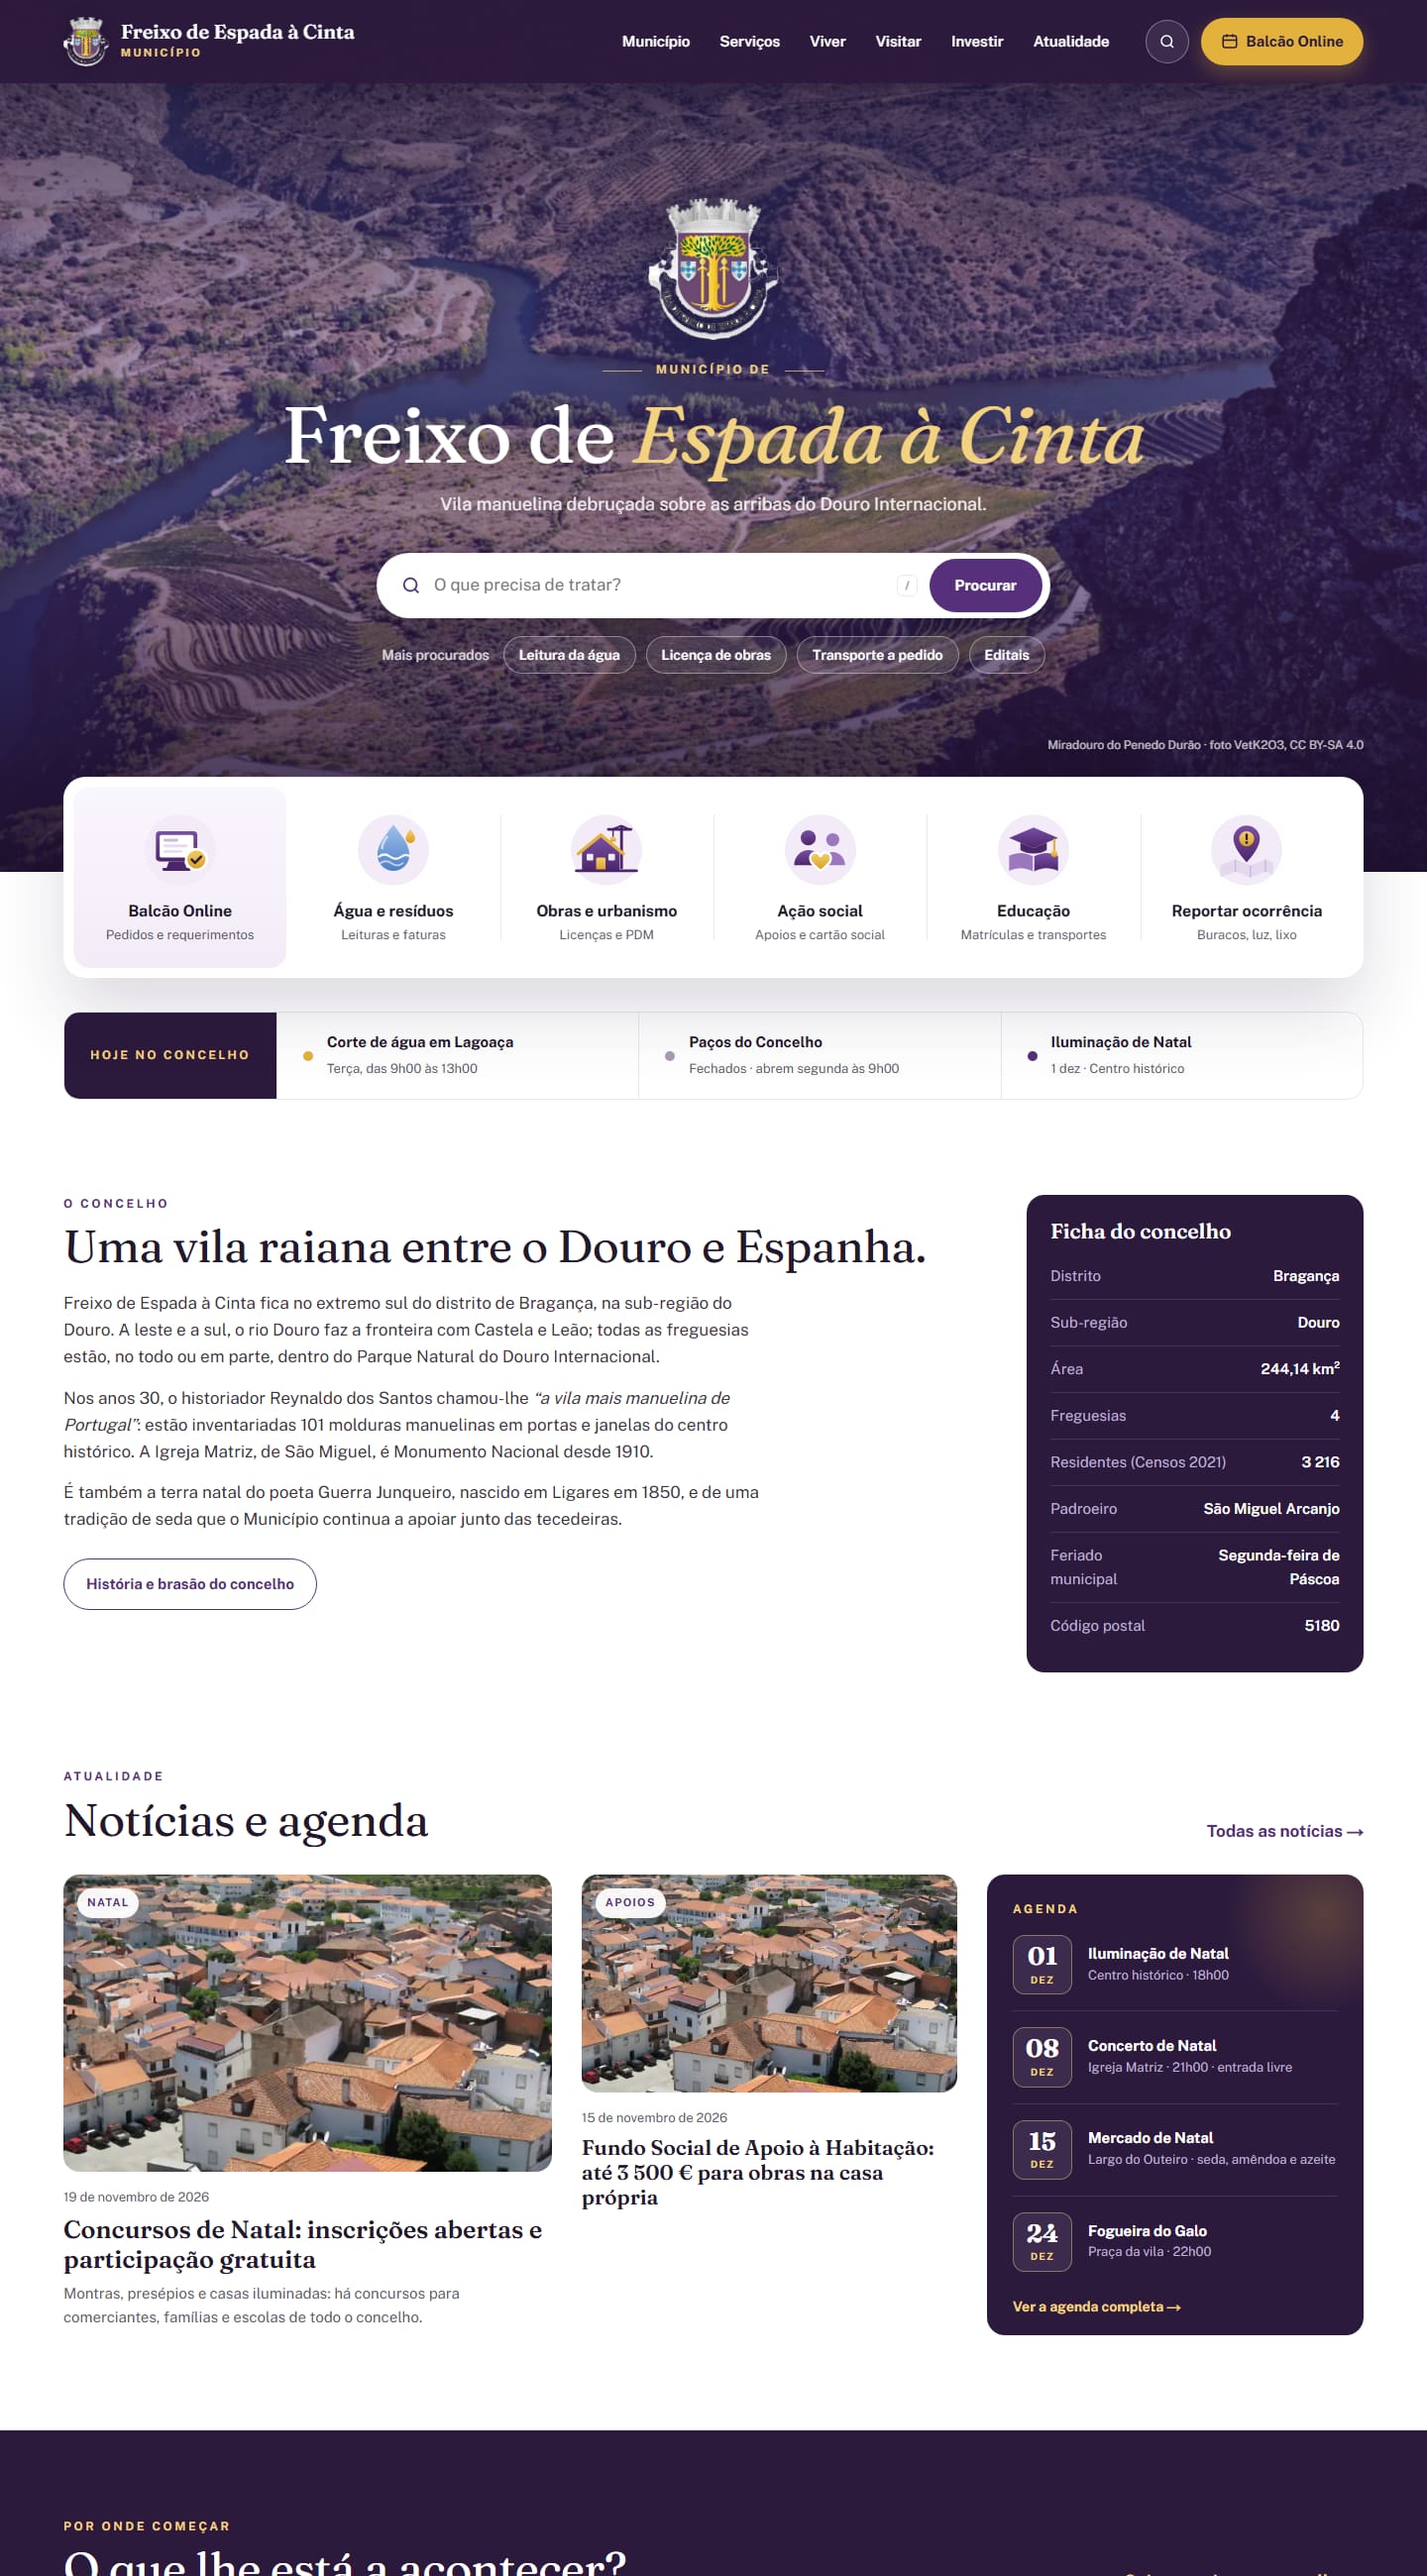 Freixo de Espada à Cinta
MUNICÍPIO
Município
Serviços
Viver
Visitar
Investir
Atualidade
Balcão Online
MUNICÍPIO DE
Freixo de Espada à Cinta
Vila manuelina debruçada sobre as arribas do Douro Internacional.
O que precisa de tratar?
/
Procurar
Mais procurados
Leitura da água
Licença de obras
Transporte a pedido
Editais
Miradouro do Penedo Durão · foto VetK2O3, CC BY-SA 4.0
Balcão Online
Pedidos e requerimentos
Água e resíduos
Leituras e faturas
Obras e urbanismo
Licenças e PDM
Ação social
Apoios e cartão social
Educação
Matrículas e transportes
Reportar ocorrência
Buracos, luz, lixo
HOJE NO CONCELHO
Corte de água em Lagoaça
Terça, das 9h00 às 13h00
Paços do Concelho
Fechados · abrem segunda às 9h00
Iluminação de Natal
1 dez · Centro histórico
O CONCELHO
Uma vila raiana entre o Douro e Espanha.
Freixo de Espada à Cinta fica no extremo sul do distrito de Bragança, na sub-região do
Douro. A leste e a sul, o rio Douro faz a fronteira com Castela e Leão; todas as freguesias
estão, no todo ou em parte, dentro do Parque Natural do Douro Internacional.
Nos anos 30, o historiador Reynaldo dos Santos chamou-lhe “a vila mais manuelina de
Portugal”: estão inventariadas 101 molduras manuelinas em portas e janelas do centro
histórico. A Igreja Matriz, de São Miguel, é Monumento Nacional desde 1910.
É também a terra natal do poeta Guerra Junqueiro, nascido em Ligares em 1850, e de uma
tradição de seda que o Município continua a apoiar junto das tecedeiras.
História e brasão do concelho
Ficha do concelho
Distrito Bragança
Sub-região Douro
Área 244,14 km²
Freguesias 4
Residentes (Censos 2021) 3 216
Padroeiro São Miguel Arcanjo
Feriado municipal Segunda-feira de Páscoa
Código postal 5180
ATUALIDADE
Notícias e agenda
Todas as notícias →
NATAL
19 de novembro de 2026
Concursos de Natal: inscrições abertas e
participação gratuita
Montras, presépios e casas iluminadas: há concursos para
comerciantes, famílias e escolas de todo o concelho.
APOIOS
15 de novembro de 2026
Fundo Social de Apoio à Habitação:
até 3 500 € para obras na casa
própria
AGENDA
01
DEZ
Iluminação de Natal
Centro histórico · 18h00
08
DEZ
Concerto de Natal
Igreja Matriz · 21h00 · entrada livre
15
DEZ
Mercado de Natal
Largo do Outeiro · seda, amêndoa e azeite
24
DEZ
Fogueira do Galo
Praça da vila · 22h00
Ver a agenda completa →
POR ONDE COMEÇAR
O que lhe está a acontecer?